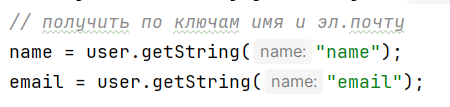 // получить по ключам имя и эл.почту
name = user.getString( name: "name");
email = user.getString( name: "email");